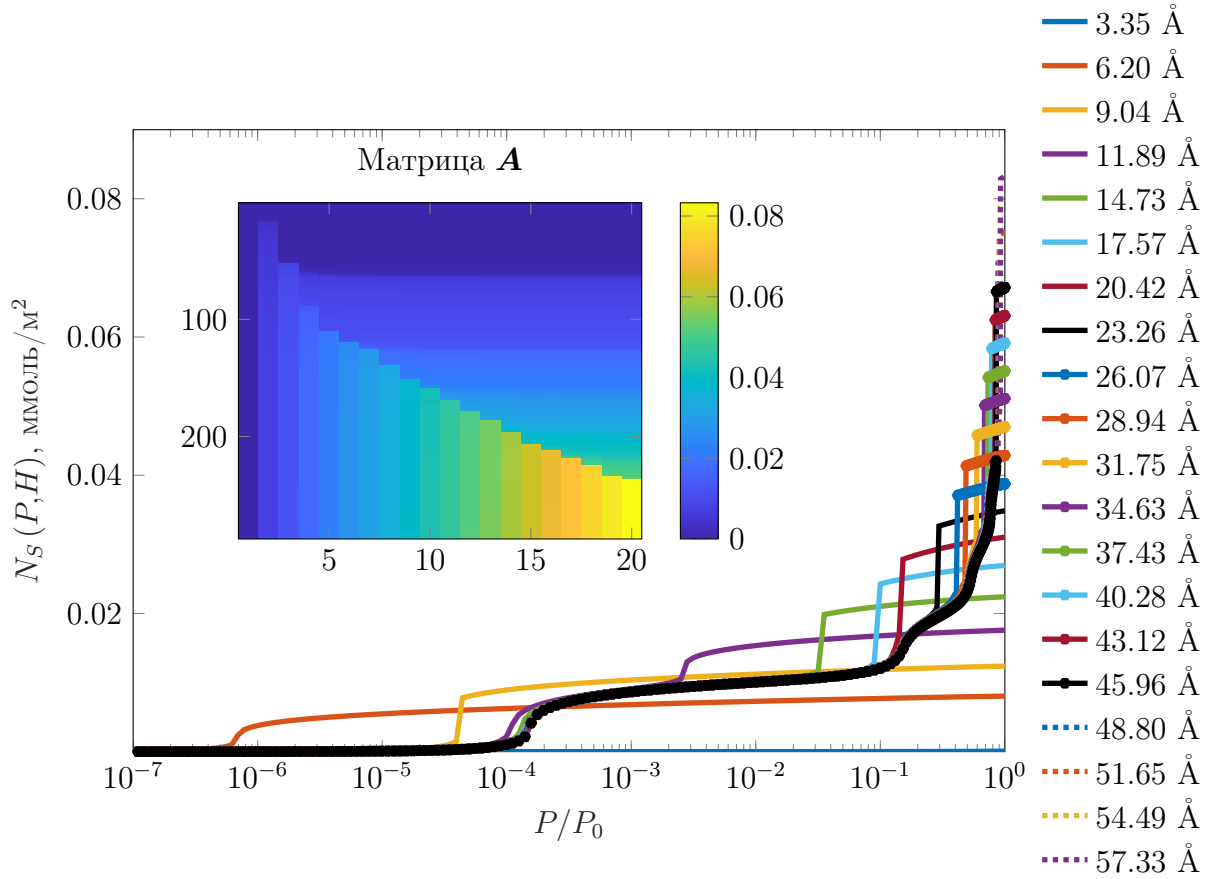 Матрица A
0.08
0.06
0.04
0.02
100
200
5
10
15
20
0.08
0.06
0.04
0.02
0
N_S (P, H), ммоль/м²
10⁻⁷
10⁻⁶
10⁻⁵
10⁻⁴
10⁻³
10⁻²
10⁻¹
10⁰
P/P₀
3.35 Å
6.20 Å
9.04 Å
11.89 Å
14.73 Å
17.57 Å
20.42 Å
23.26 Å
26.07 Å
28.94 Å
31.75 Å
34.63 Å
37.43 Å
40.28 Å
43.12 Å
45.96 Å
48.80 Å
51.65 Å
54.49 Å
57.33 Å